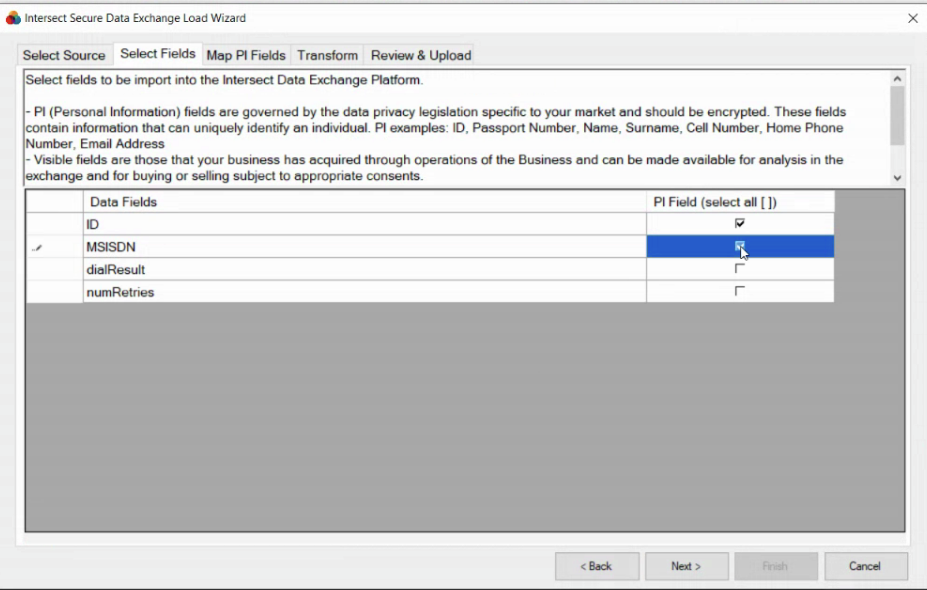 Intersect Secure Data Exchange Load Wizard
Select Source Select Fields Map PI Fields Transform Review & Upload
Select fields to be import into the Intersect Data Exchange Platform.
- PI (Personal Information) fields are governed by the data privacy legislation specific to your market and should be encrypted. These fields
contain information that can uniquely identify an individual. PI examples: ID, Passport Number, Name, Surname, Cell Number, Home Phone
Number, Email Address
- Visible fields are those that your business has acquired through operations of the Business and can be made available for analysis in the
exchange and for buying or selling subject to appropriate consents.
Data Fields PI Field (select all [ ])
ID
MSISDN
dialResult
numRetries
< Back Next > Finish Cancel